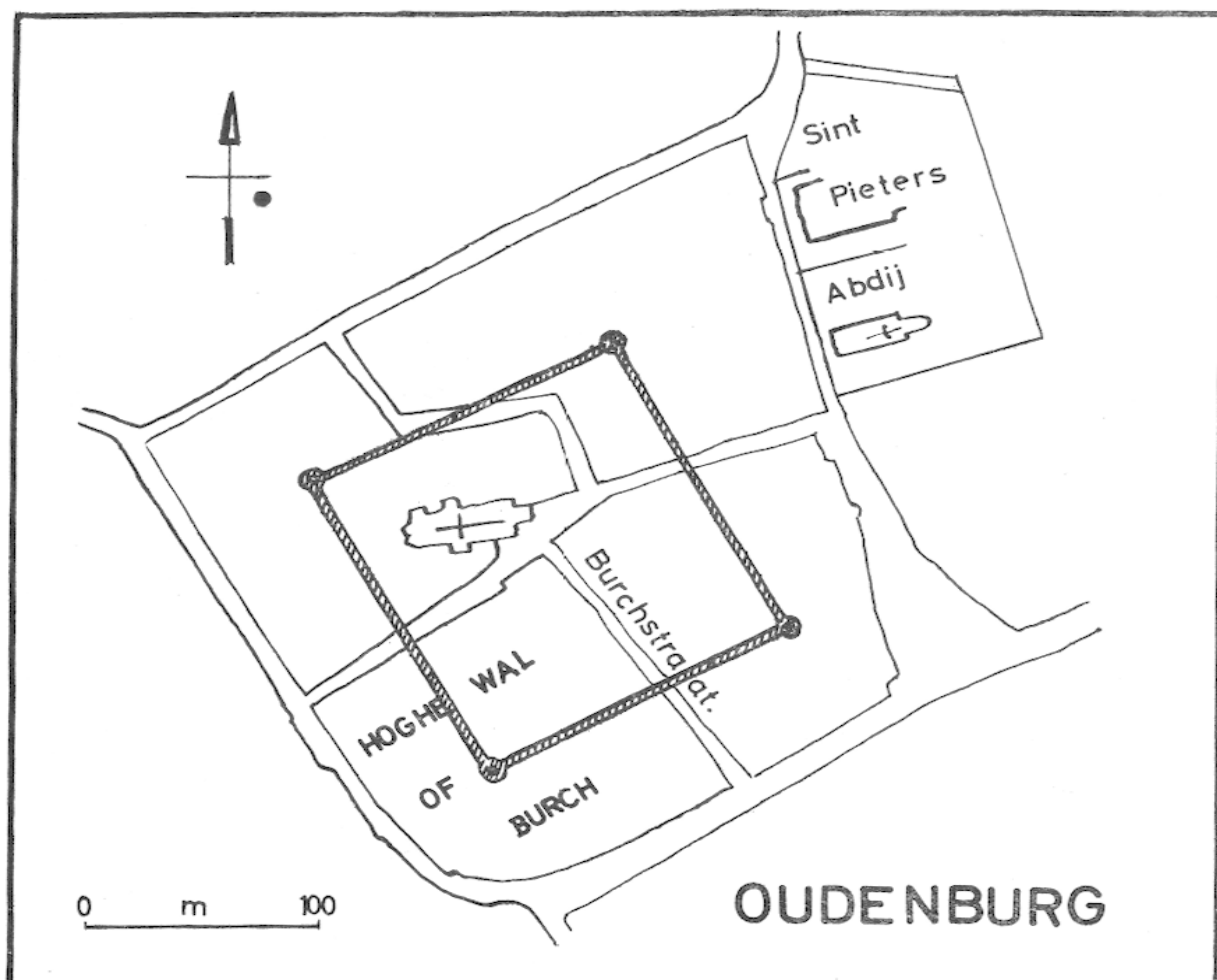 Sint
Pieters
Abdij
Burchstraat.
HOGHE WAL
OF BURCH
0 m 100
OUDENBURG